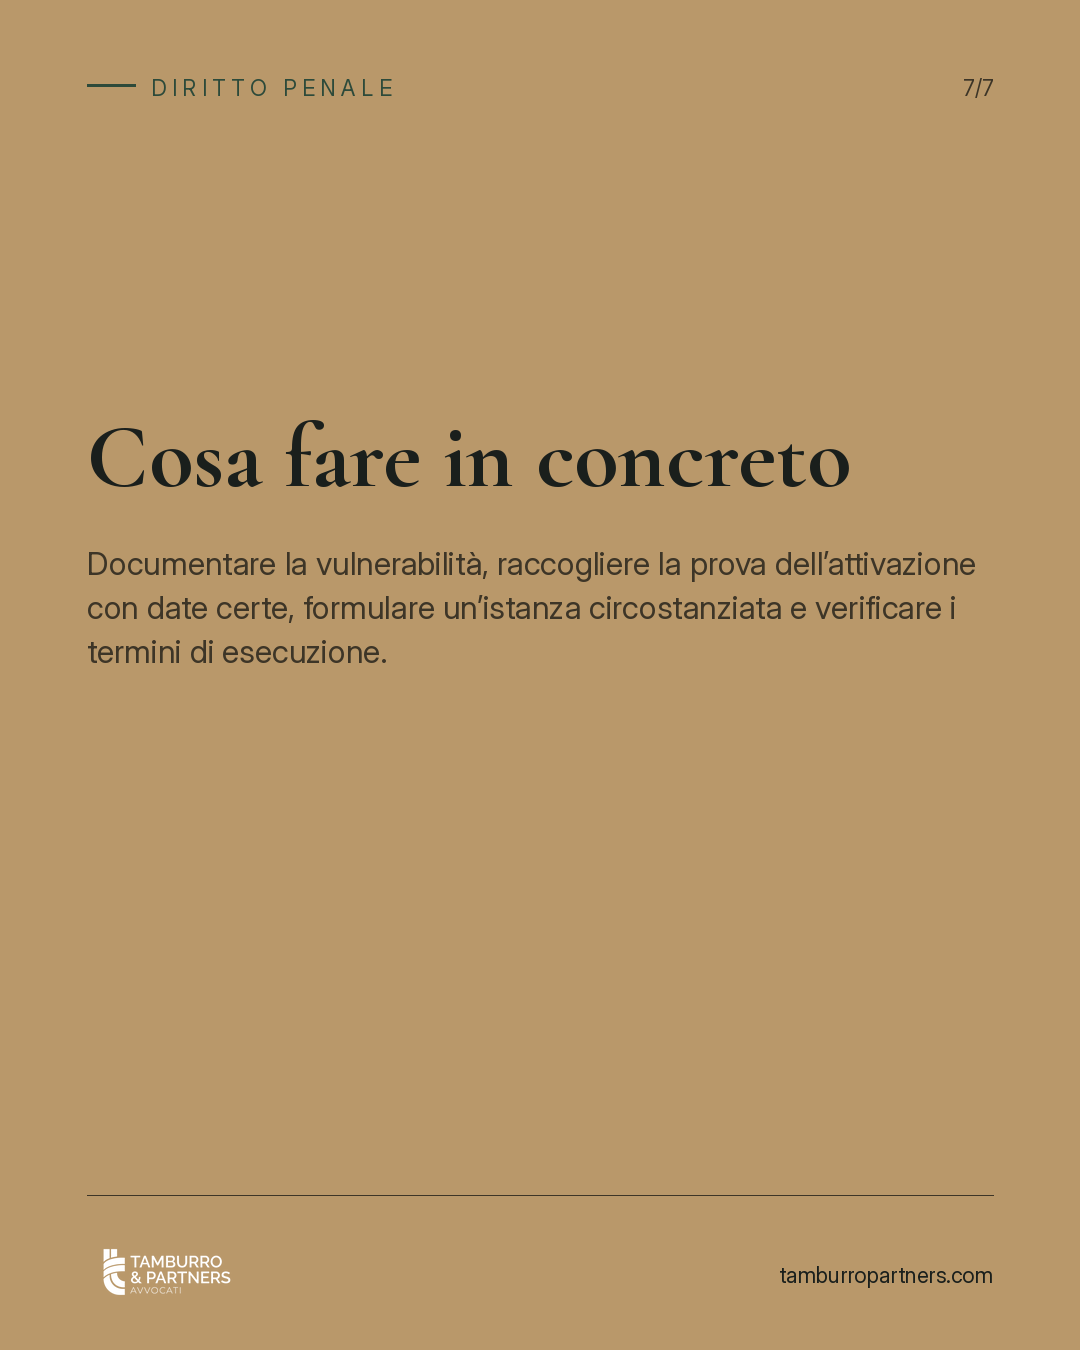 DIRITTO PENALE
7/7
Cosa fare in concreto
Documentare la vulnerabilità, raccogliere la prova dell’attivazione
con date certe, formulare un’istanza circostanziata e verificare i
termini di esecuzione.
TAMBURRO
& PARTNERS
AVVOCATI
tamburropartners.com